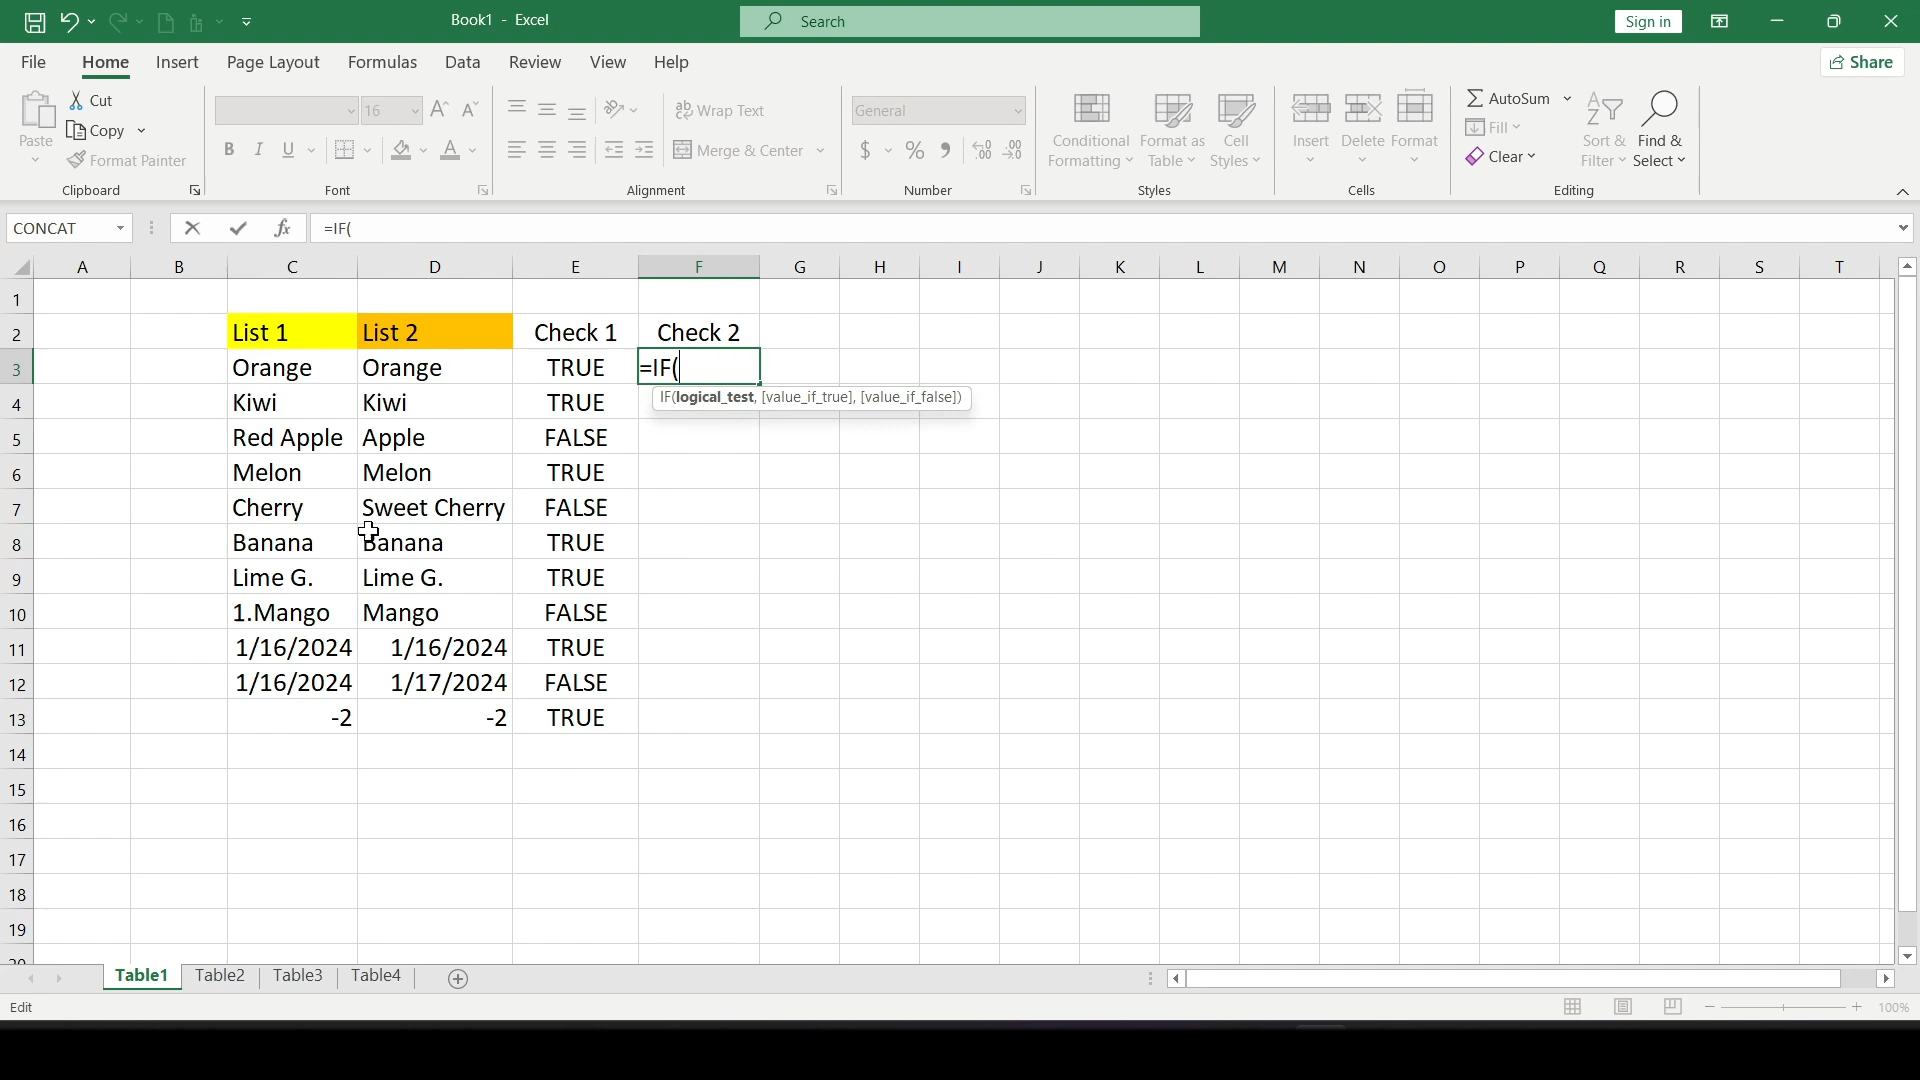 Book1 - Excel
Search
Sign in
File Home Insert Page Layout Formulas Data Review View Help
Share
Paste
Cut
Copy
Format Painter
Clipboard
16
B I U
A
Font
ab Wrap Text
Merge & Center
Alignment
General
$ % 9
Number
Conditional Formatting
Format as Table
Cell Styles
Styles
Insert Delete Format
Cells
AutoSum
Fill
Clear
Sort & Filter
Find & Select
Editing
CONCAT fx =IF(
A B C D E F G H I J K L M N O P Q R S T
1
2 List 1 List 2 Check 1 Check 2
3 Orange Orange TRUE =IF(
IF(logical_test, [value_if_true], [value_if_false])
4 Kiwi Kiwi TRUE
5 Red Apple Apple FALSE
6 Melon Melon TRUE
7 Cherry Sweet Cherry FALSE
8 Banana Banana TRUE
9 Lime G. Lime G. TRUE
10 1.Mango Mango FALSE
11 1/16/2024 1/16/2024 TRUE
12 1/16/2024 1/17/2024 FALSE
13 -2 -2 TRUE
14
15
16
17
18
19
20
Table1 Table2 Table3 Table4
Edit 100%